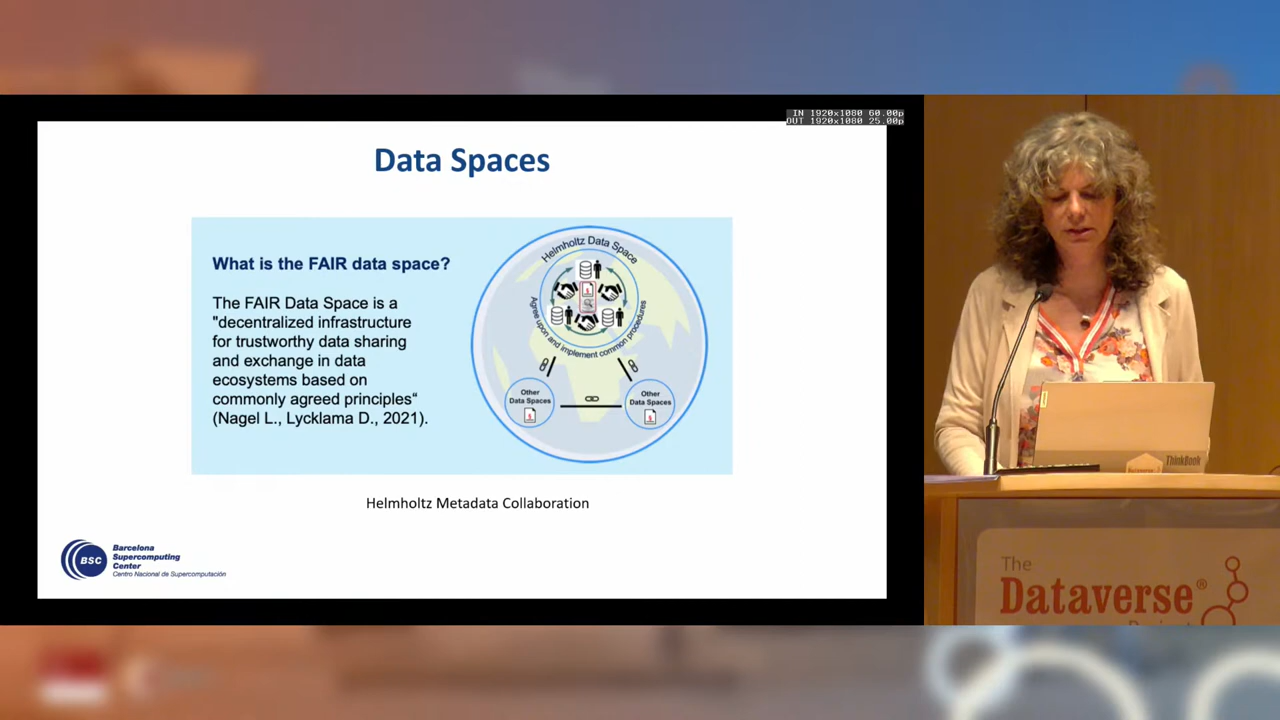 IN 1920x1080 60.00p
OUT 1920x1080 25.00p
Data Spaces
What is the FAIR data space?
The FAIR Data Space is a
"decentralized infrastructure
for trustworthy data sharing
and exchange in data
ecosystems based on
commonly agreed principles“
(Nagel L., Lycklama D., 2021).
Helmholtz Data Space
Agree upon and implement common procedures
Other
Data Spaces
Other
Data Spaces
Helmholtz Metadata Collaboration
BSC
Barcelona
Supercomputing
Center
Centro Nacional de Supercomputación
ThinkBook
The
Dataverse®
Project